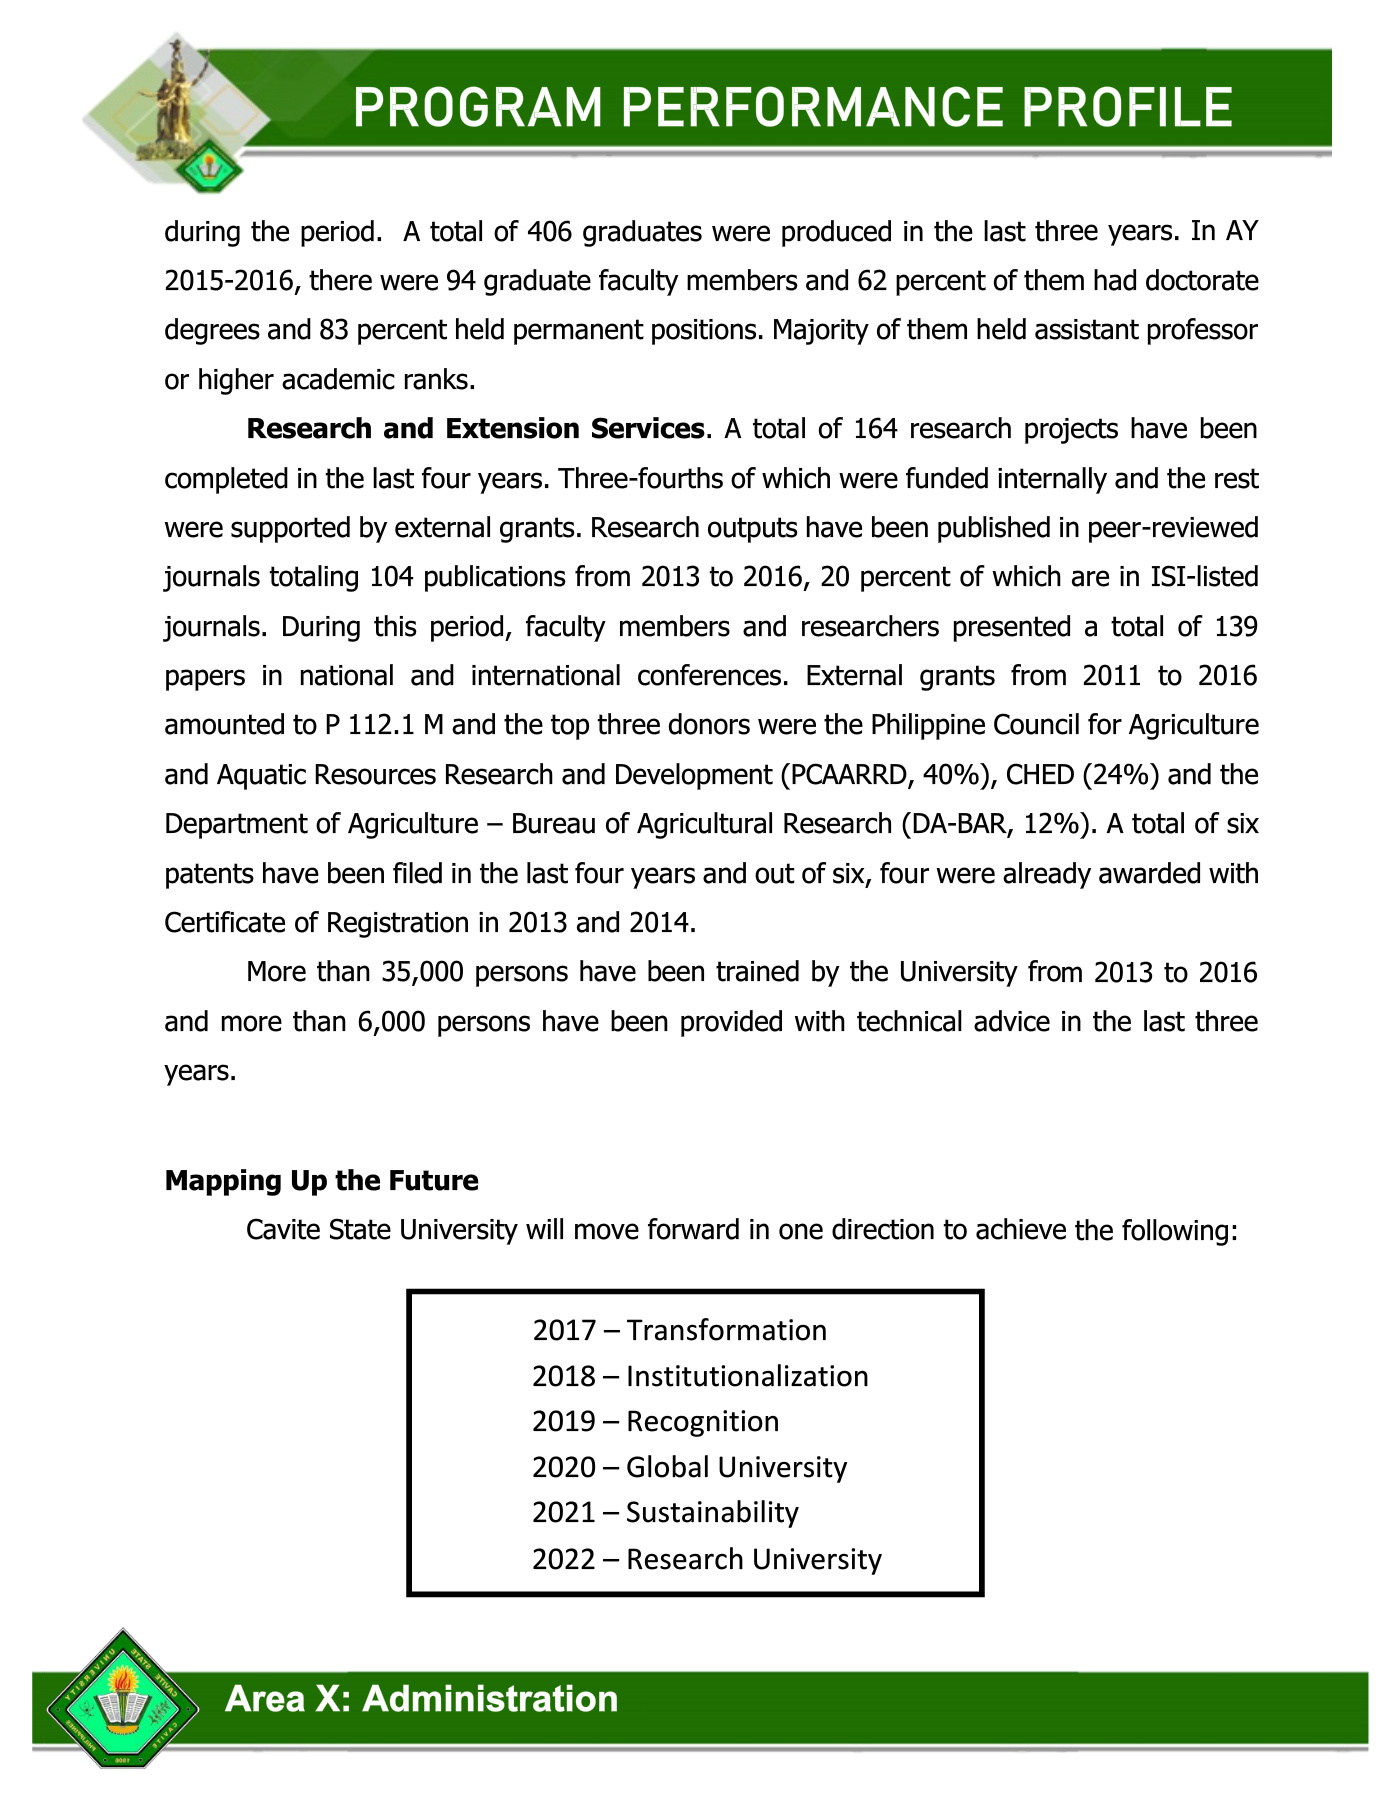 PROGRAM PERFORMANCE PROFILE
during the period.  A total of 406 graduates were produced in the last three years. In AY
2015-2016, there were 94 graduate faculty members and 62 percent of them had doctorate
degrees and 83 percent held permanent positions. Majority of them held assistant professor
or higher academic ranks.
Research and Extension Services. A total of 164 research projects have been
completed in the last four years. Three-fourths of which were funded internally and the rest
were supported by external grants. Research outputs have been published in peer-reviewed
journals totaling 104 publications from 2013 to 2016, 20 percent of which are in ISI-listed
journals. During this period, faculty members and researchers presented a total of 139
papers in national and international conferences. External grants from 2011 to 2016
amounted to P 112.1 M and the top three donors were the Philippine Council for Agriculture
and Aquatic Resources Research and Development (PCAARRD, 40%), CHED (24%) and the
Department of Agriculture – Bureau of Agricultural Research (DA-BAR, 12%). A total of six
patents have been filed in the last four years and out of six, four were already awarded with
Certificate of Registration in 2013 and 2014.
More than 35,000 persons have been trained by the University from 2013 to 2016
and more than 6,000 persons have been provided with technical advice in the last three
years.
Mapping Up the Future
Cavite State University will move forward in one direction to achieve the following:
2017 – Transformation
2018 – Institutionalization
2019 – Recognition
2020 – Global University
2021 – Sustainability
2022 – Research University
CAVITE STATE UNIVERSITY
CAVITE
PHILIPPINES
1906
Area X: Administration